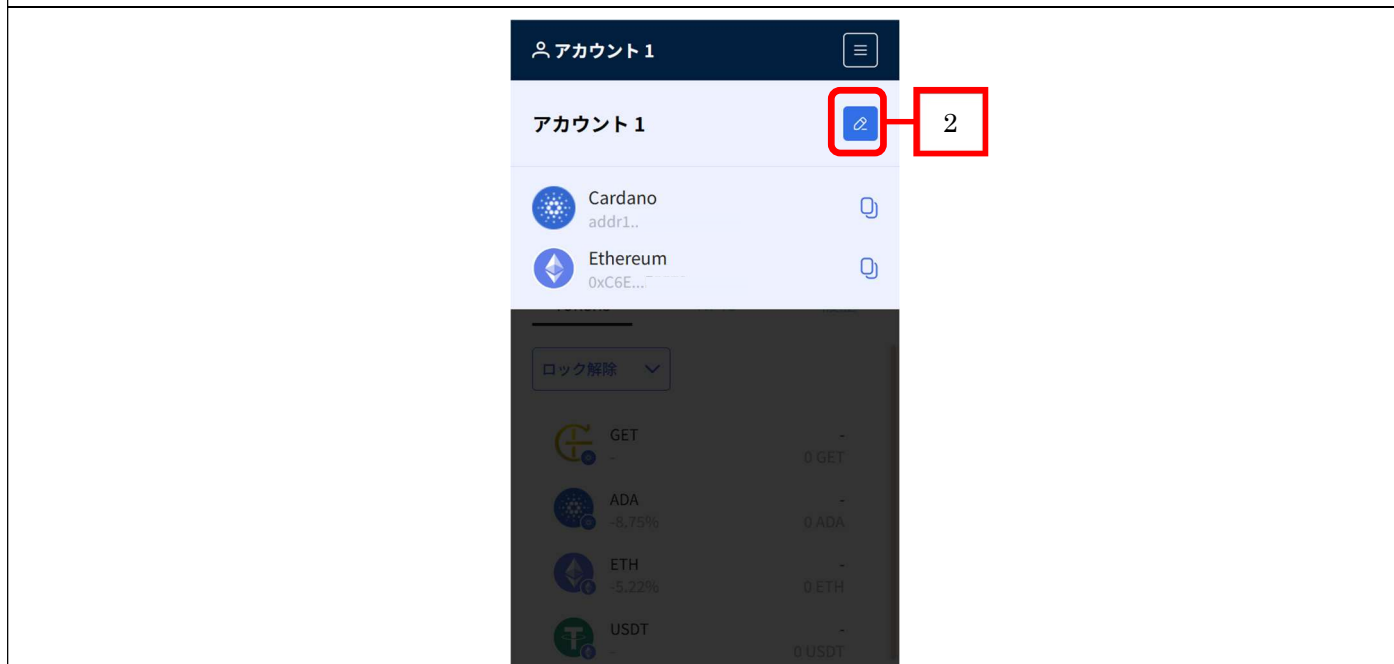 アカウント 1
アカウント 1
2
Cardano
addr1..
Ethereum
0xC6E...
ロック解除
GET
-
-
0 GET
ADA
-
-8.75%
0 ADA
ETH
-
-5.22%
0 ETH
USDT
-
-
0 USDT